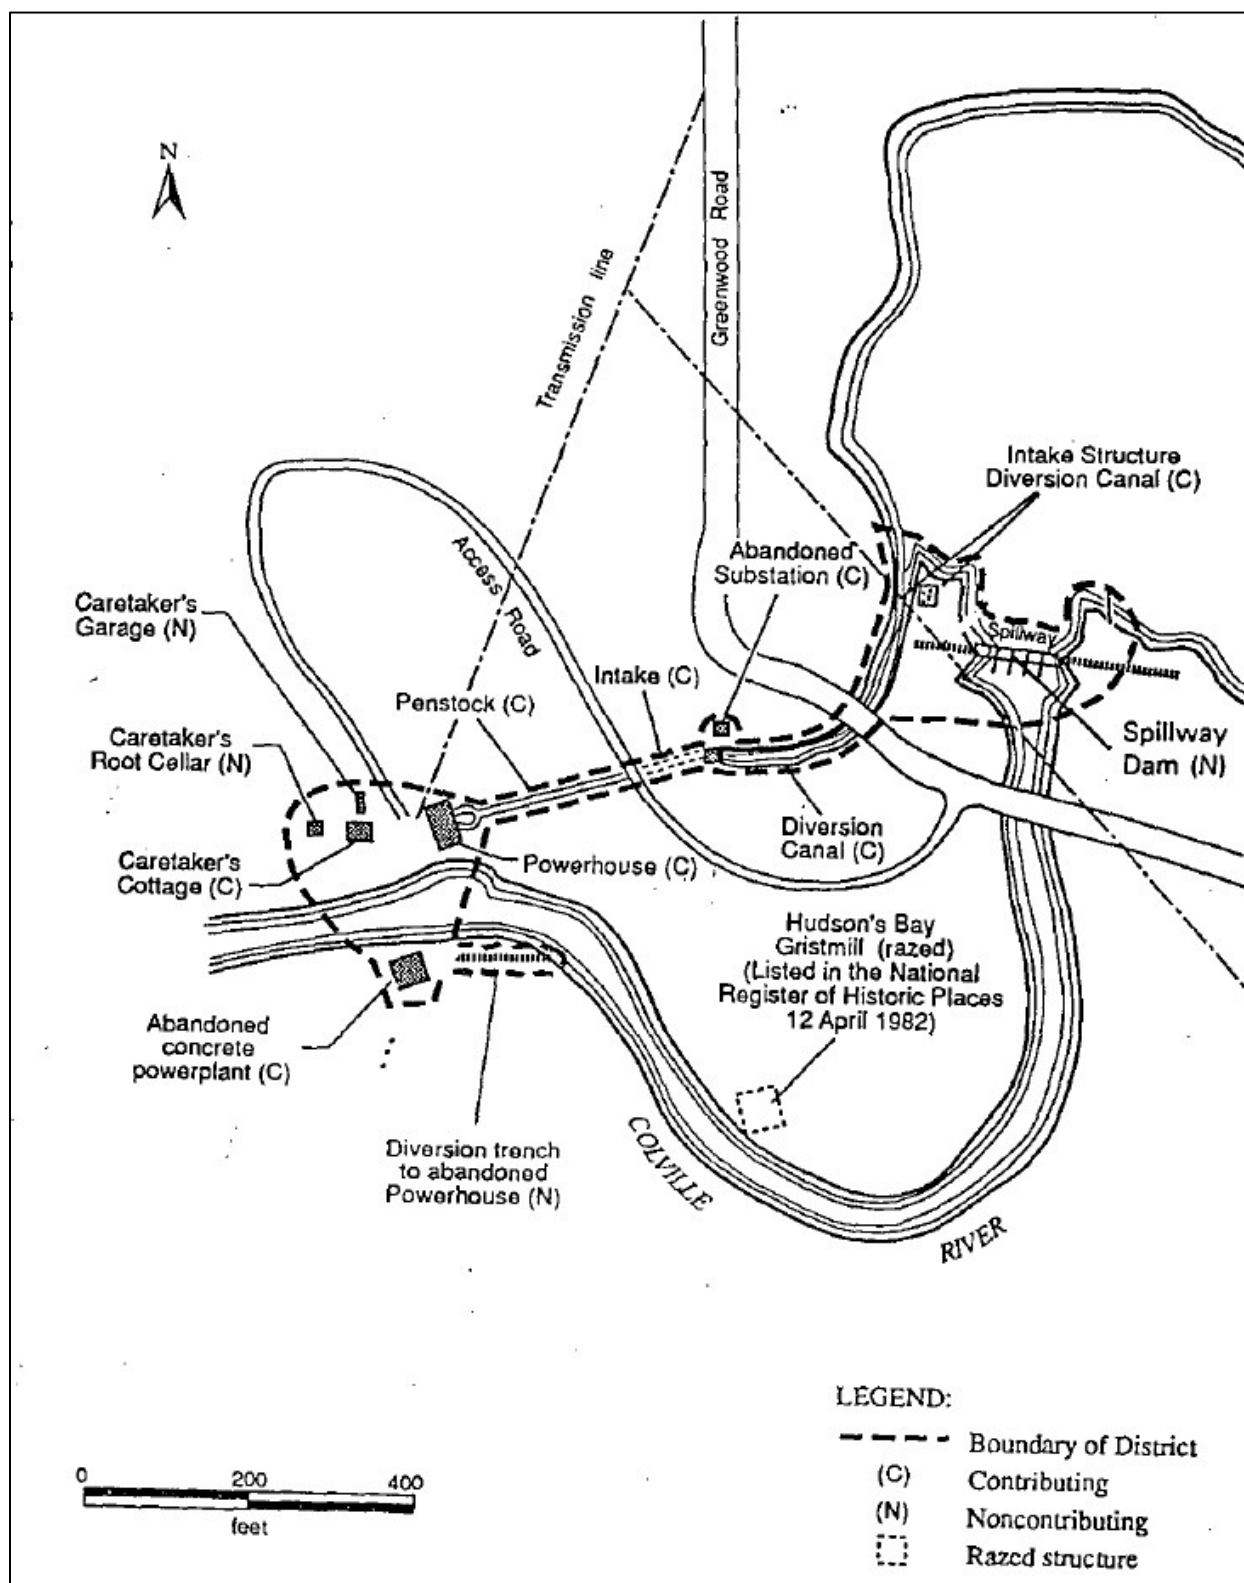 N
Transmission line
Greenwood Road
Intake Structure
Diversion Canal (C)
Access Road
Abandoned
Substation (C)
Caretaker's
Garage (N)
Spillway
Intake (C)
Penstock (C)
Caretaker's
Root Cellar (N)
Spillway
Dam (N)
Diversion
Canal (C)
Caretaker's
Cottage (C)
Powerhouse (C)
Hudson's Bay
Gristmill (razed)
(Listed in the National
Register of Historic Places
12 April 1982)
Abandoned
concrete
powerplant (C)
Diversion trench
to abandoned
Powerhouse (N)
COLVILLE
RIVER
LEGEND:
Boundary of District
(C) Contributing
(N) Noncontributing
Razed structure
0 200 400
feet